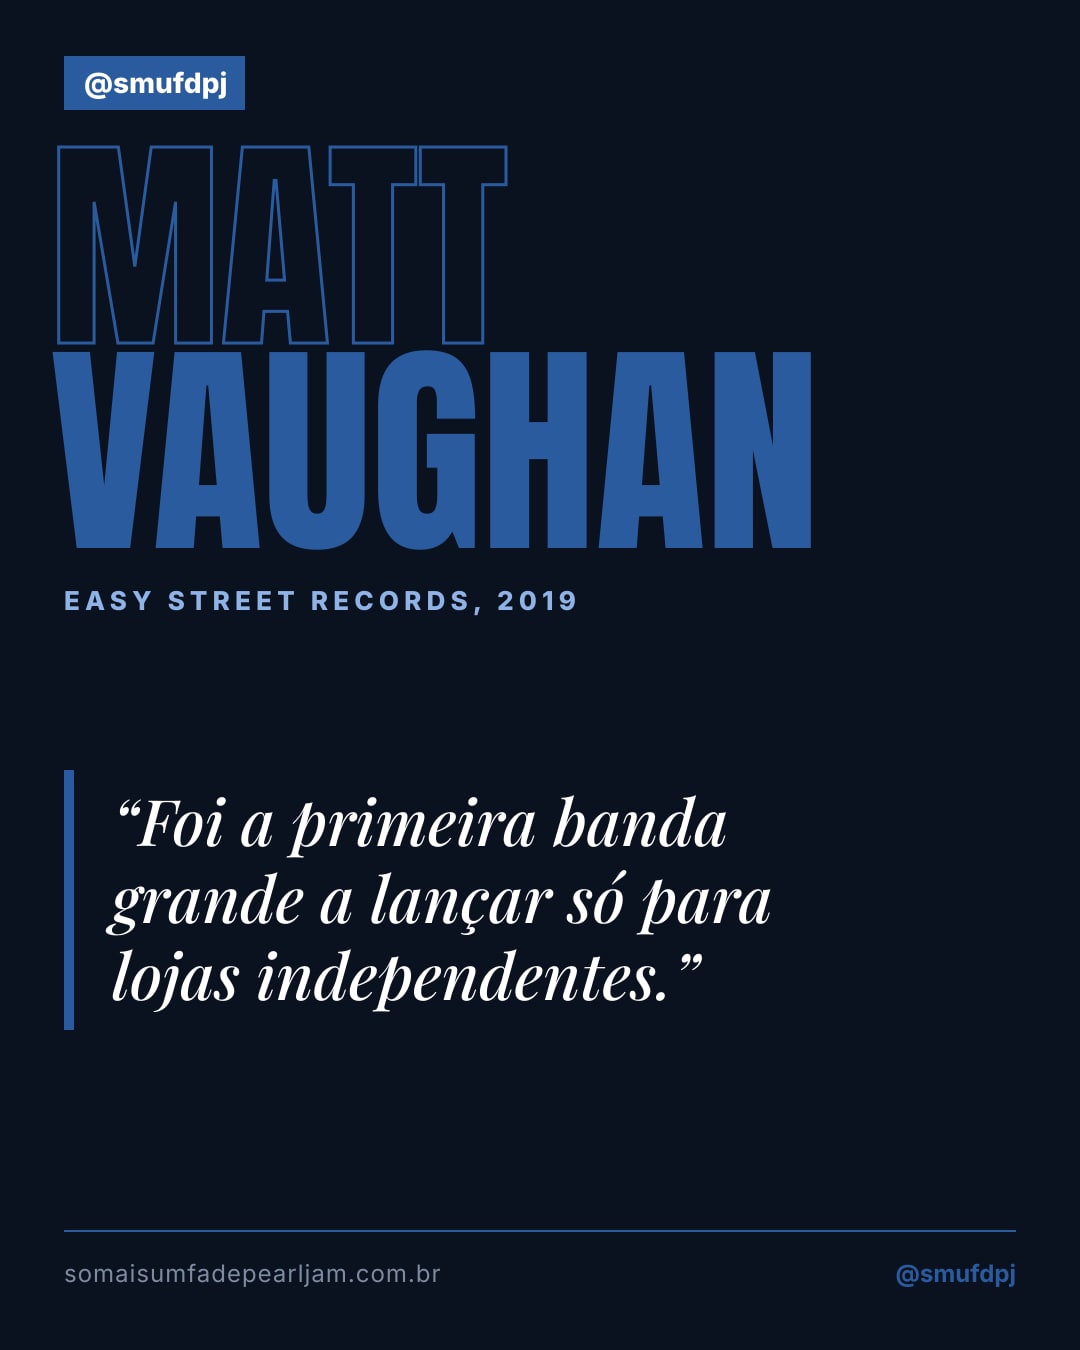 @smufdpj
MATT
VAUGHAN
EASY STREET RECORDS, 2019
“Foi a primeira banda
grande a lançar só para
lojas independentes.”
somaisumfadepearljam.com.br
@smufdpj